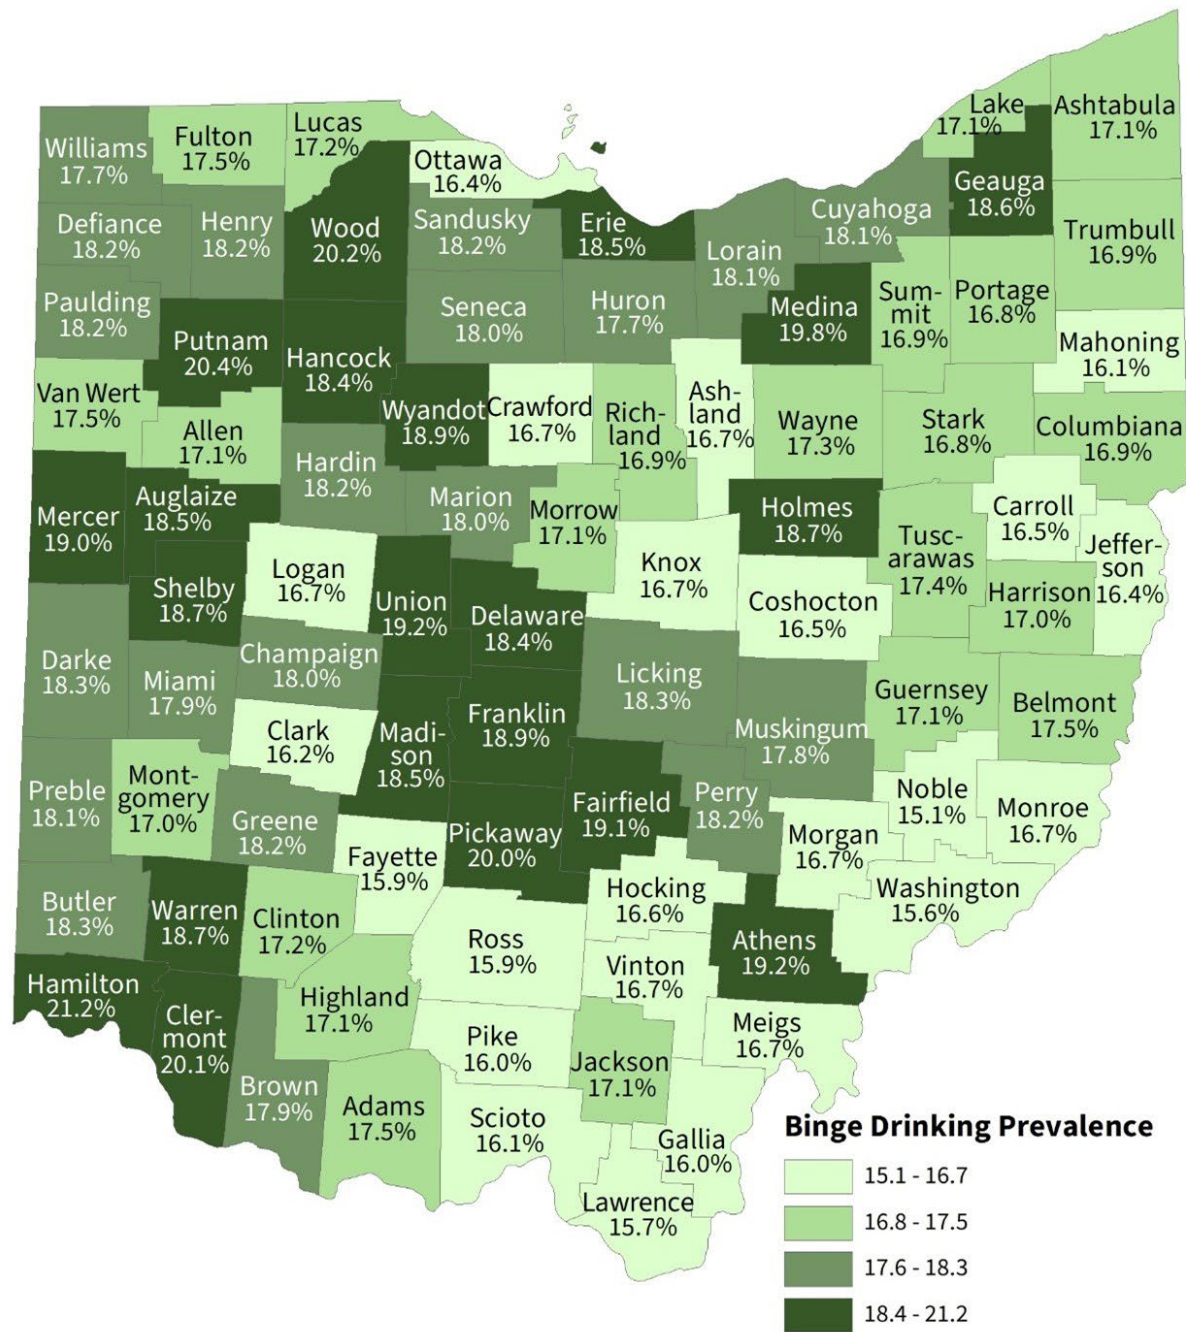 Lake
17.1%
Ashtabula
17.1%
Williams
17.7%
Fulton
17.5%
Lucas
17.2%
Ottawa
16.4%
Geauga
18.6%
Defiance
18.2%
Henry
18.2%
Wood
20.2%
Sandusky
18.2%
Erie
18.5%
Lorain
18.1%
Cuyahoga
18.1%
Trumbull
16.9%
Paulding
18.2%
Putnam
20.4%
Hancock
18.4%
Seneca
18.0%
Huron
17.7%
Medina
19.8%
Sum-
mit
16.9%
Portage
16.8%
Mahoning
16.1%
Van Wert
17.5%
Allen
17.1%
Wyandot
18.9%
Crawford
16.7%
Rich-
land
16.9%
Ash-
land
16.7%
Wayne
17.3%
Stark
16.8%
Columbiana
16.9%
Mercer
19.0%
Auglaize
18.5%
Hardin
18.2%
Marion
18.0%
Morrow
17.1%
Holmes
18.7%
Carroll
16.5%
Tusc-
arawas
17.4%
Jeffer-
son
16.4%
Shelby
18.7%
Logan
16.7%
Union
19.2%
Delaware
18.4%
Knox
16.7%
Coshocton
16.5%
Harrison
17.0%
Darke
18.3%
Miami
17.9%
Champaign
18.0%
Licking
18.3%
Muskingum
17.8%
Guernsey
17.1%
Belmont
17.5%
Clark
16.2%
Madi-
son
18.5%
Franklin
18.9%
Preble
18.1%
Mont-
gomery
17.0%
Greene
18.2%
Fayette
15.9%
Pickaway
20.0%
Fairfield
19.1%
Perry
18.2%
Morgan
16.7%
Noble
15.1%
Monroe
16.7%
Butler
18.3%
Warren
18.7%
Clinton
17.2%
Ross
15.9%
Hocking
16.6%
Athens
19.2%
Washington
15.6%
Hamilton
21.2%
Cler-
mont
20.1%
Highland
17.1%
Vinton
16.7%
Meigs
16.7%
Brown
17.9%
Adams
17.5%
Pike
16.0%
Jackson
17.1%
Scioto
16.1%
Gallia
16.0%
Lawrence
15.7%
Binge Drinking Prevalence
15.1 - 16.7
16.8 - 17.5
17.6 - 18.3
18.4 - 21.2